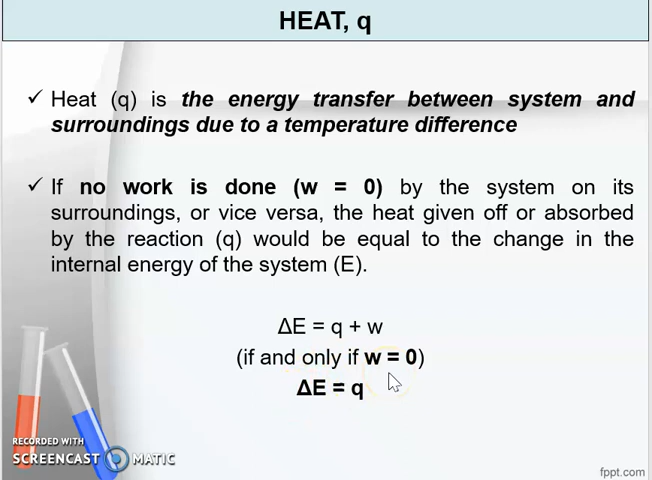 HEAT, q
✓ Heat (q) is the energy transfer between system and
surroundings due to a temperature difference
✓ If no work is done (w = 0) by the system on its
surroundings, or vice versa, the heat given off or absorbed
by the reaction (q) would be equal to the change in the
internal energy of the system (E).
ΔE = q + w
(if and only if w = 0)
ΔE = q
RECORDED WITH
SCREENCAST MATIC
fppt.com